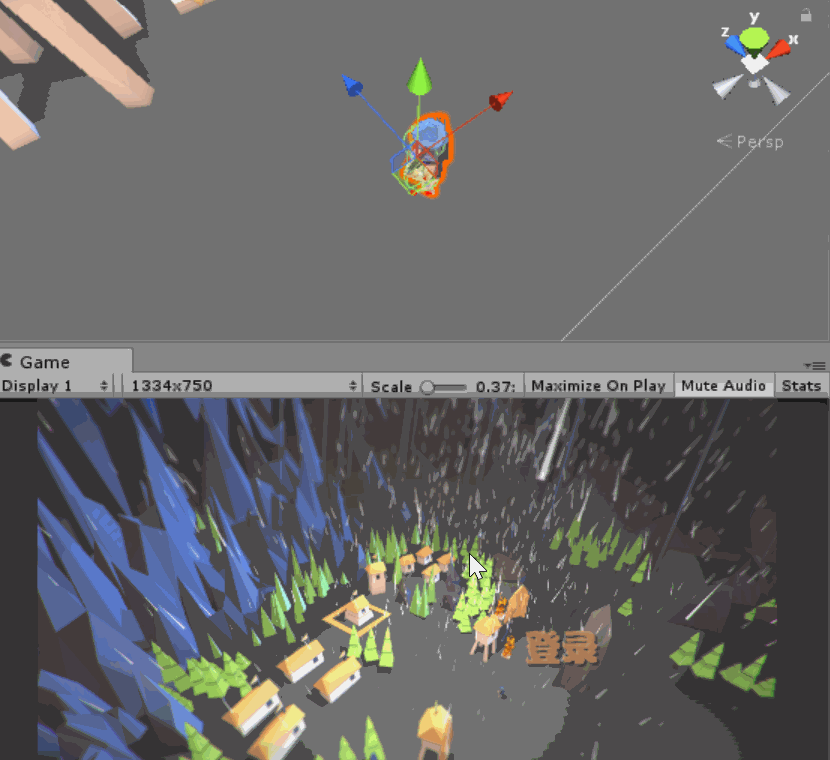 y
z
x
Persp
Game
Display 1
1334x750
Scale
0.37:
Maximize On Play
Mute Audio
Stats
登录